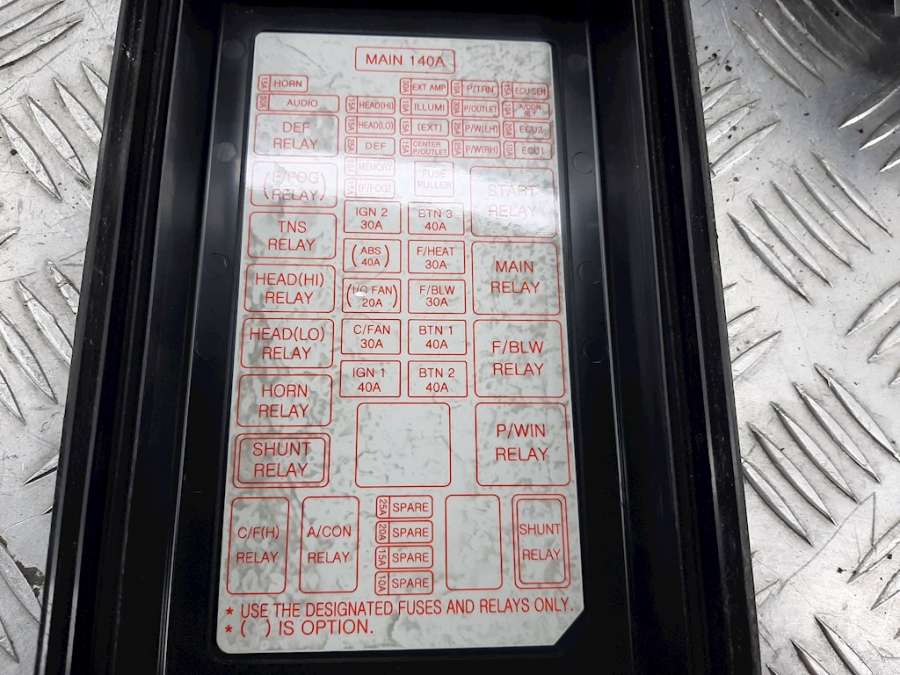 MAIN 140A
15A HORN
EXT AMP
P/TRN
AUDIO
HEAD(HI)
ILLUMI
P/OUTLET
HEAD(LO)
(EXT)
P/W(LH)
ECU2
DEF
CENTER P/OUTLET
P/W(RH)
ECU1
DEF RELAY
(F/FOG RELAY)
(F/FOG)
FUSE PULLER
START RELAY
TNS RELAY
IGN 2 30A
BTN 3 40A
(ABS 40A)
F/HEAT 30A
MAIN RELAY
HEAD(HI) RELAY
(I/C FAN 20A)
F/BLW 30A
HEAD(LO) RELAY
C/FAN 30A
BTN 1 40A
F/BLW RELAY
HORN RELAY
IGN 1 40A
BTN 2 40A
P/WIN RELAY
SHUNT RELAY
C/F(H) RELAY
A/CON RELAY
25A SPARE
20A SPARE
15A SPARE
10A SPARE
SHUNT RELAY
* USE THE DESIGNATED FUSES AND RELAYS ONLY.
* ( ) IS OPTION.